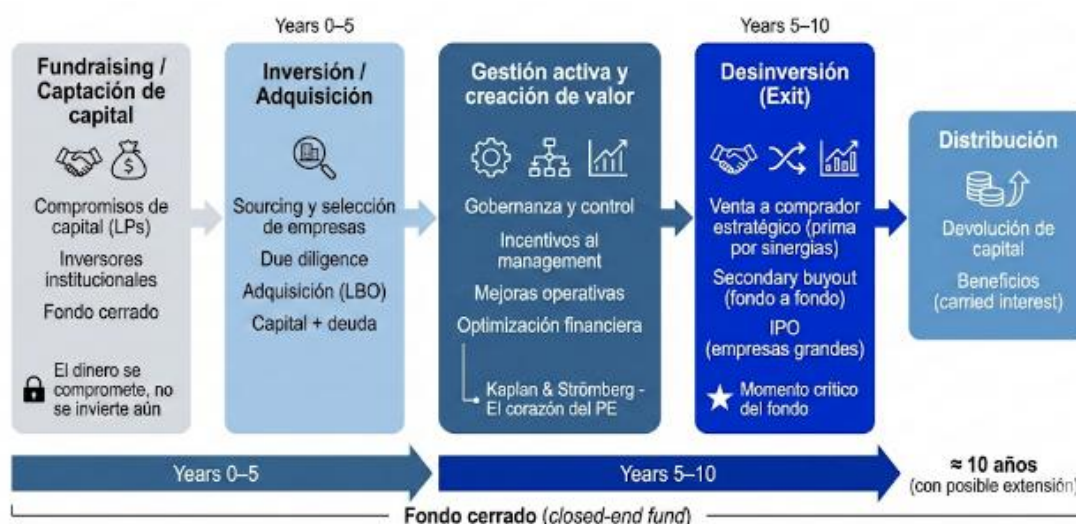 Years 0–5
Years 5–10
Fundraising /
Captación de
capital
$
Compromisos de
capital (LPs)
Inversores
institucionales
Fondo cerrado
El dinero se
compromete, no
se invierte aún
Inversión /
Adquisición
Sourcing y selección
de empresas
Due diligence
Adquisición (LBO)
Capital + deuda
Gestión activa y
creación de valor
Gobernanza y control
Incentivos al
management
Mejoras operativas
Optimización financiera
Kaplan & Strömberg -
El corazón del PE
Desinversión
(Exit)
Venta a comprador
estratégico (prima
por sinergias)
Secondary buyout
(fondo a fondo)
IPO
(empresas grandes)
Momento crítico
del fondo
Distribución
Devolución de
capital
Beneficios
(carried interest)
Years 0–5
Years 5–10
≈ 10 años
(con posible extensión)
Fondo cerrado (closed-end fund)